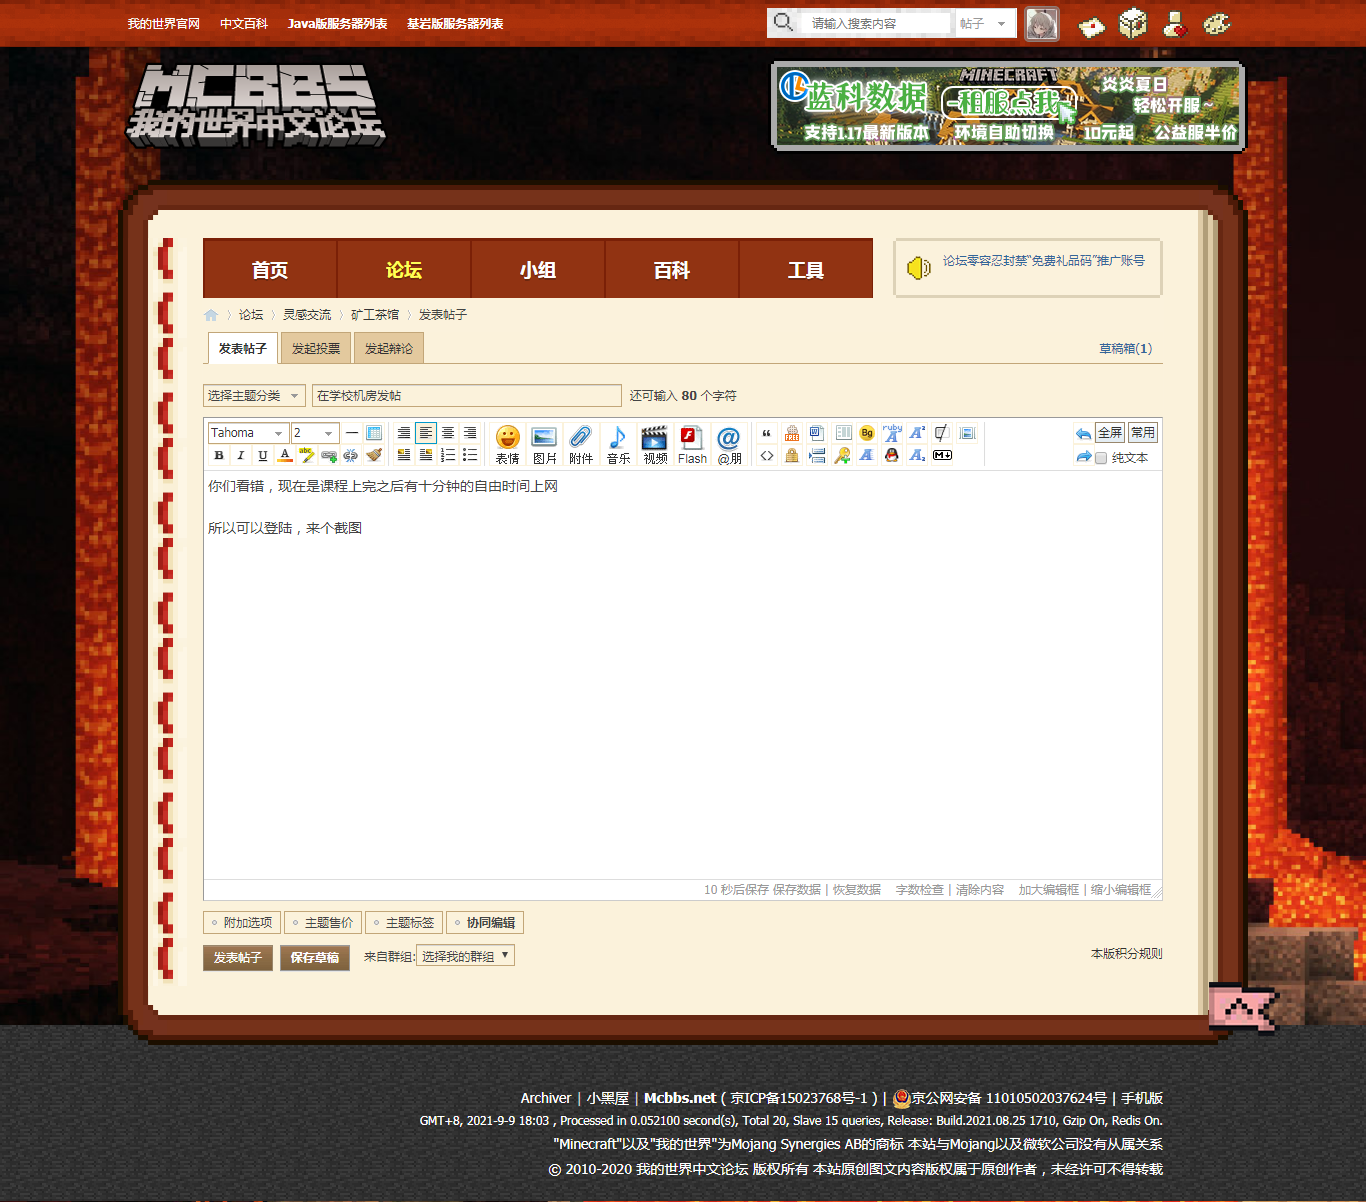 我的世界官网 中文百科 Java版服务器列表 基岩版服务器列表 请输入搜索内容 帖子
MCBBS
我的世界中文论坛
蓝科数据 MINECRAFT 租服点我 炎炎夏日 轻松开服~
支持1.17最新版本 环境自助切换 10元起 公益服半价
首页 论坛 小组 百科 工具 论坛零容忍封禁“免费礼品码”推广账号
论坛 灵感交流 矿工茶馆 发表帖子
发表帖子 发起投票 发起辩论 草稿箱(1)
选择主题分类 在学校机房发帖 还可输入 80 个字符
Tahoma 2 全屏 常用
B I U 表情 图片 附件 音乐 视频 Flash @朋 纯文本
你们看错，现在是课程上完之后有十分钟的自由时间上网
所以可以登陆，来个截图
10 秒后保存 保存数据 | 恢复数据 字数检查 | 清除内容 加大编辑框 | 缩小编辑框
附加选项 主题售价 主题标签 协同编辑
发表帖子 保存草稿 来自群组: 选择我的群组 本版积分规则
Archiver | 小黑屋 | Mcbbs.net ( 京ICP备15023768号-1 ) | 京公网安备 11010502037624号 | 手机版
GMT+8, 2021-9-9 18:03 , Processed in 0.052100 second(s), Total 20, Slave 15 queries, Release: Build.2021.08.25 1710, Gzip On, Redis On.
"Minecraft"以及"我的世界"为Mojang Synergies AB的商标 本站与Mojang以及微软公司没有从属关系
© 2010-2020 我的世界中文论坛 版权所有 本站原创图文内容版权属于原创作者，未经许可不得转载